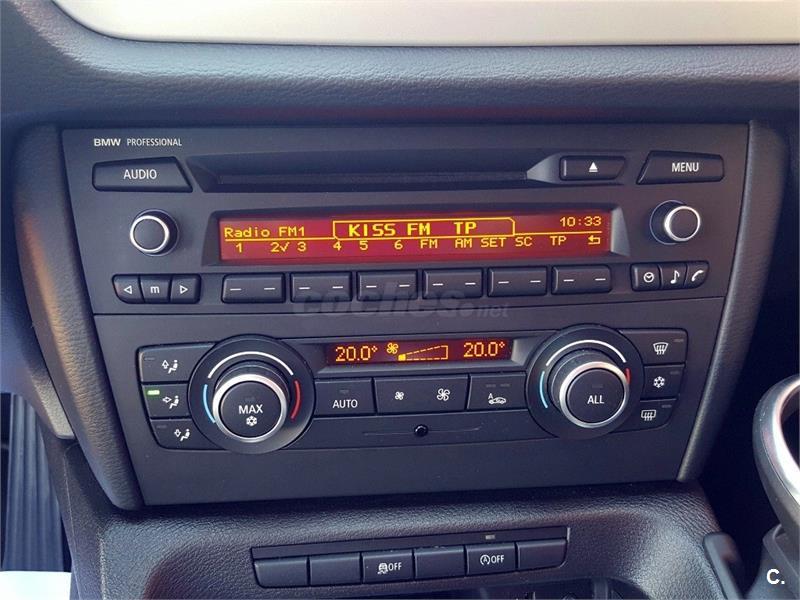 BMW PROFESSIONAL
AUDIO
MENU
Radio FM1 KISS FM TP 10:33
1 2✓ 3 4 5 6 FM AM SET SC TP
m
coches.net
20.0° 20.0°
MAX
AUTO
ALL
OFF OFF
C.